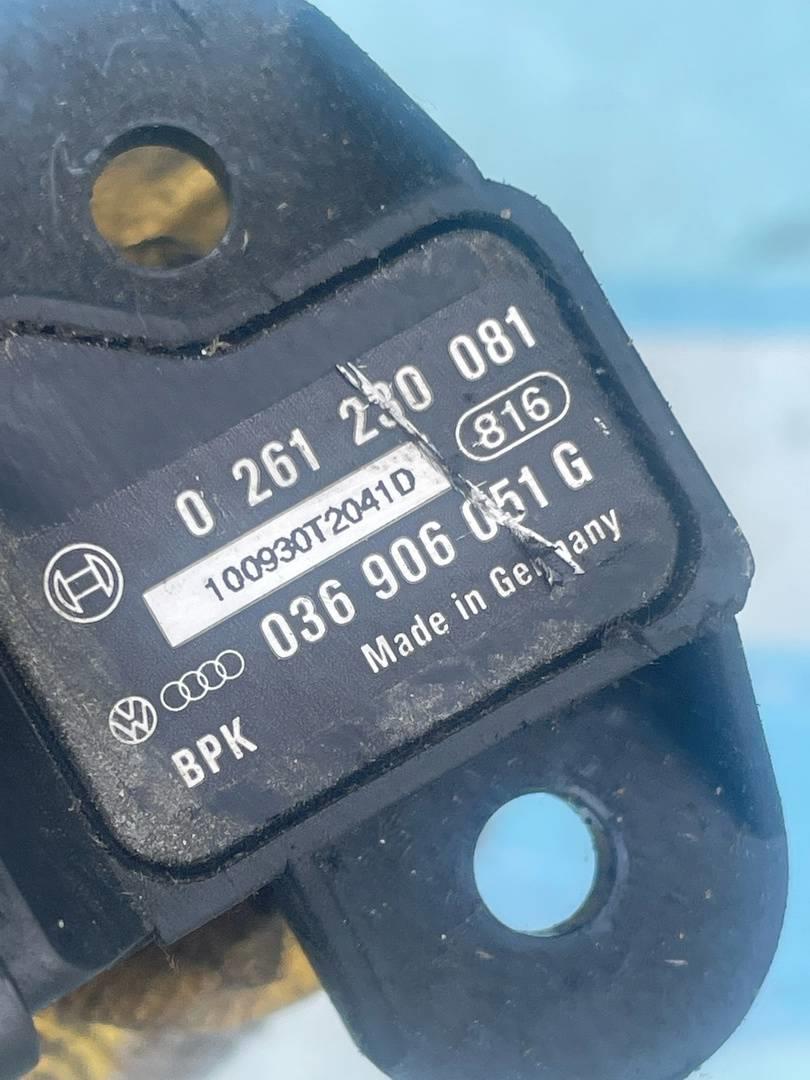 0 261 230 081
816
100930T2041D
036 906 051 G
Made in Germany
BPK